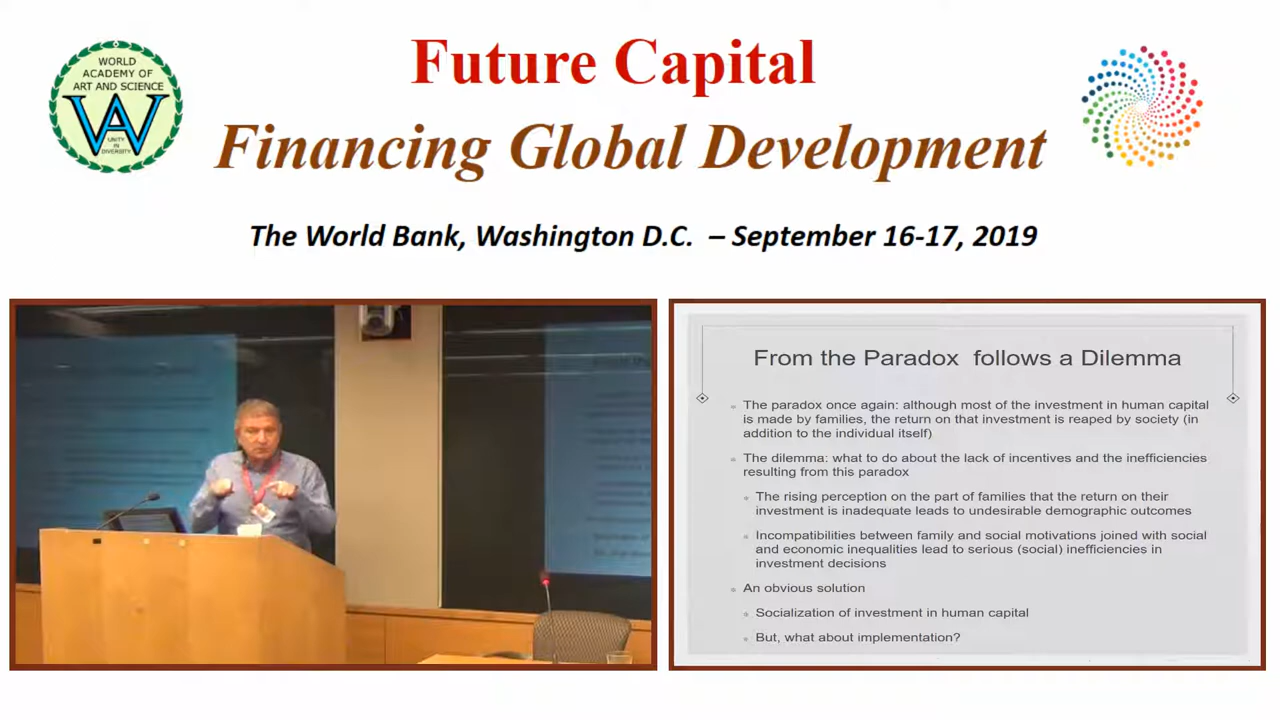 WORLD
ACADEMY OF
ART AND SCIENCE
UNITY
IN
DIVERSITY
Future Capital
Financing Global Development
The World Bank, Washington D.C. – September 16-17, 2019
From the Paradox follows a Dilemma
The paradox once again: although most of the investment in human capital
is made by families, the return on that investment is reaped by society (in
addition to the individual itself)
The dilemma: what to do about the lack of incentives and the inefficiencies
resulting from this paradox
The rising perception on the part of families that the return on their
investment is inadequate leads to undesirable demographic outcomes
Incompatibilities between family and social motivations joined with social
and economic inequalities lead to serious (social) inefficiencies in
investment decisions
An obvious solution
Socialization of investment in human capital
But, what about implementation?